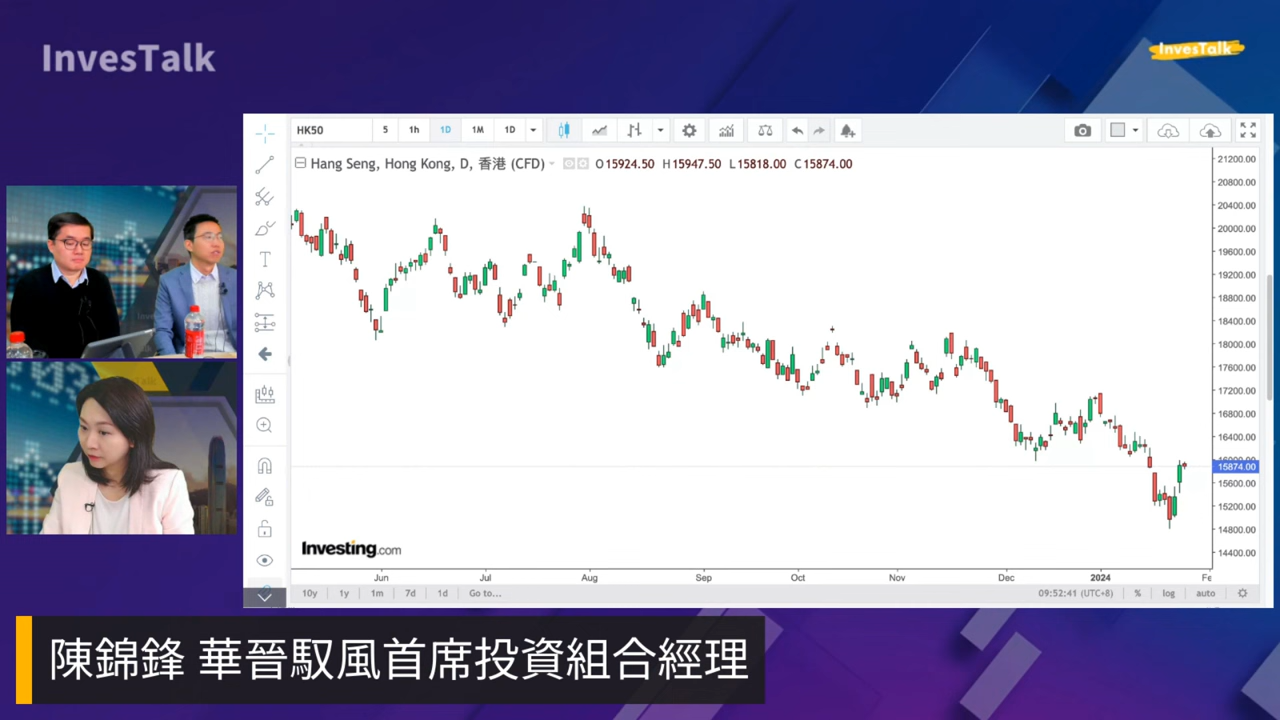 InvesTalk
InvesTalk
HK50
5
1h
1D
1M
1D
Hang Seng, Hong Kong, D, 香港 (CFD)
O15924.50 H15947.50 L15818.00 C15874.00
21200.00
20800.00
20400.00
20000.00
19600.00
19200.00
18800.00
18400.00
18000.00
17600.00
17200.00
16800.00
16400.00
16000.00
15874.00
15600.00
15200.00
14800.00
14400.00
Investing.com
Jun Jul Aug Sep Oct Nov Dec 2024 Fe
10y 1y 1m 7d 1d Go to...
09:52:41 (UTC+8) % log auto
陳錦鋒 華晉馭風首席投資組合經理